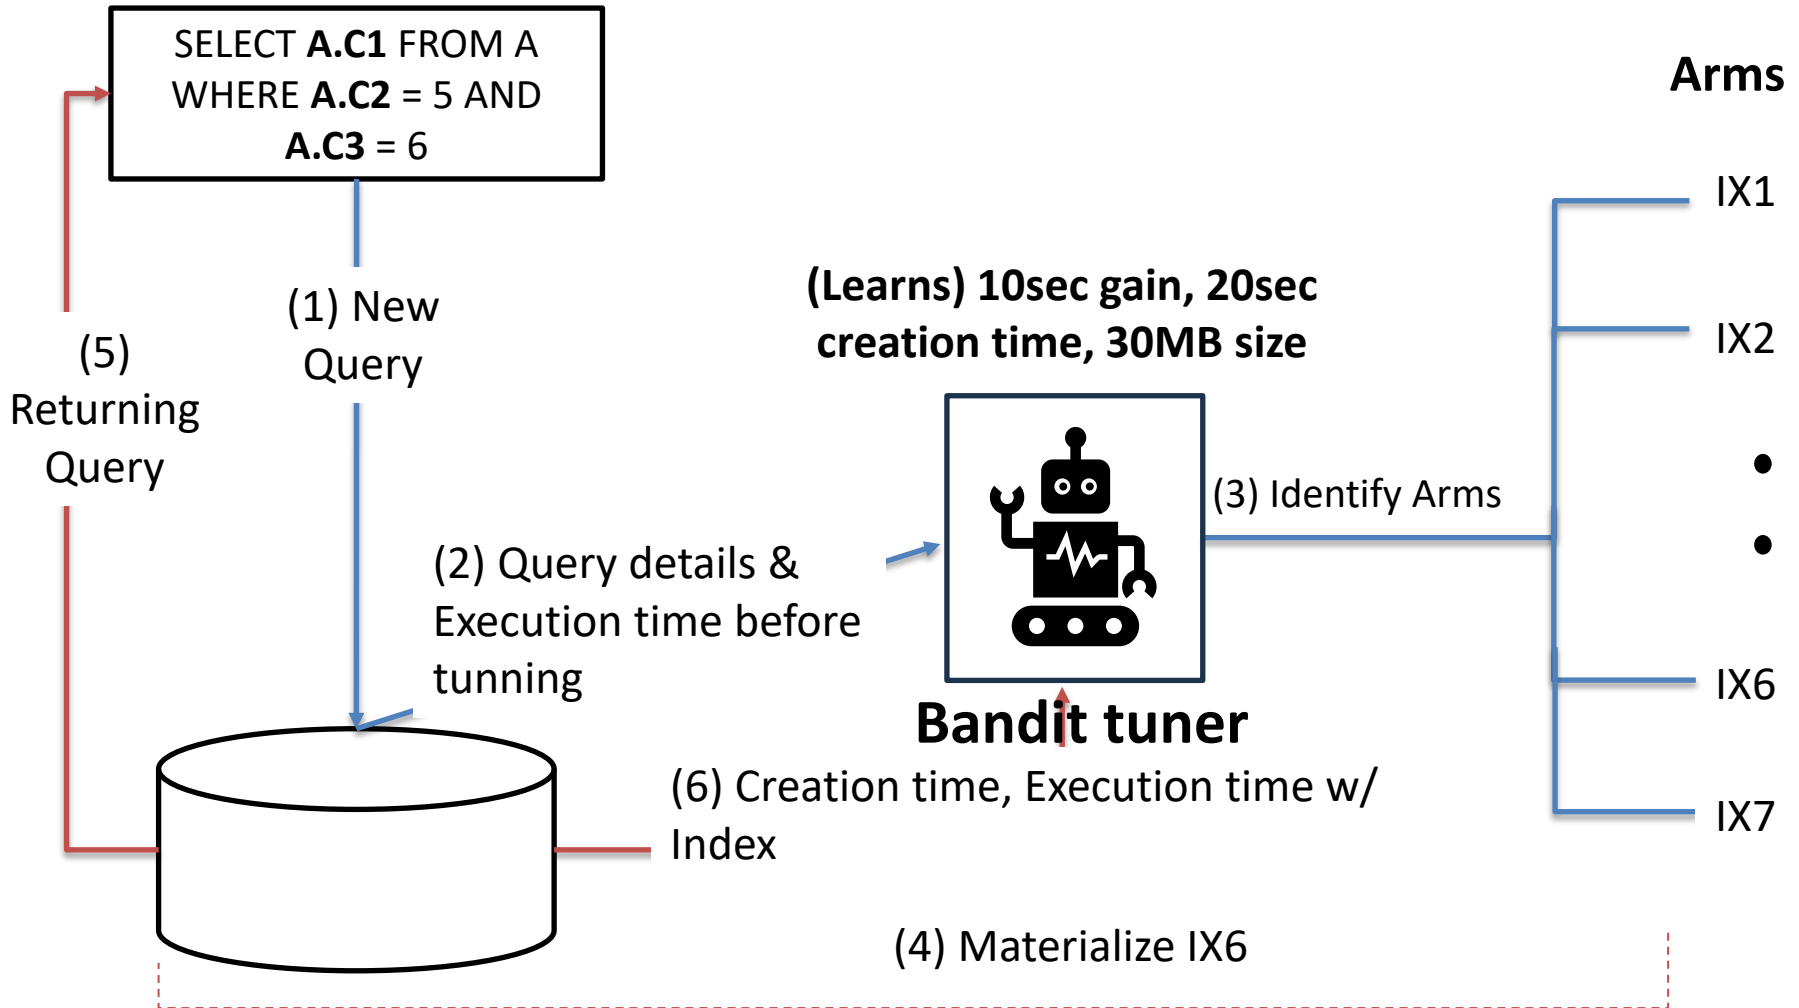 SELECT A.C1 FROM A
WHERE A.C2 = 5 AND
A.C3 = 6
Arms
IX1
IX2
IX6
IX7
(1) New
Query
(5)
Returning
Query
(Learns) 10sec gain, 20sec
creation time, 30MB size
(3) Identify Arms
(2) Query details &
Execution time before
tunning
Bandit tuner
(6) Creation time, Execution time w/
Index
(4) Materialize IX6